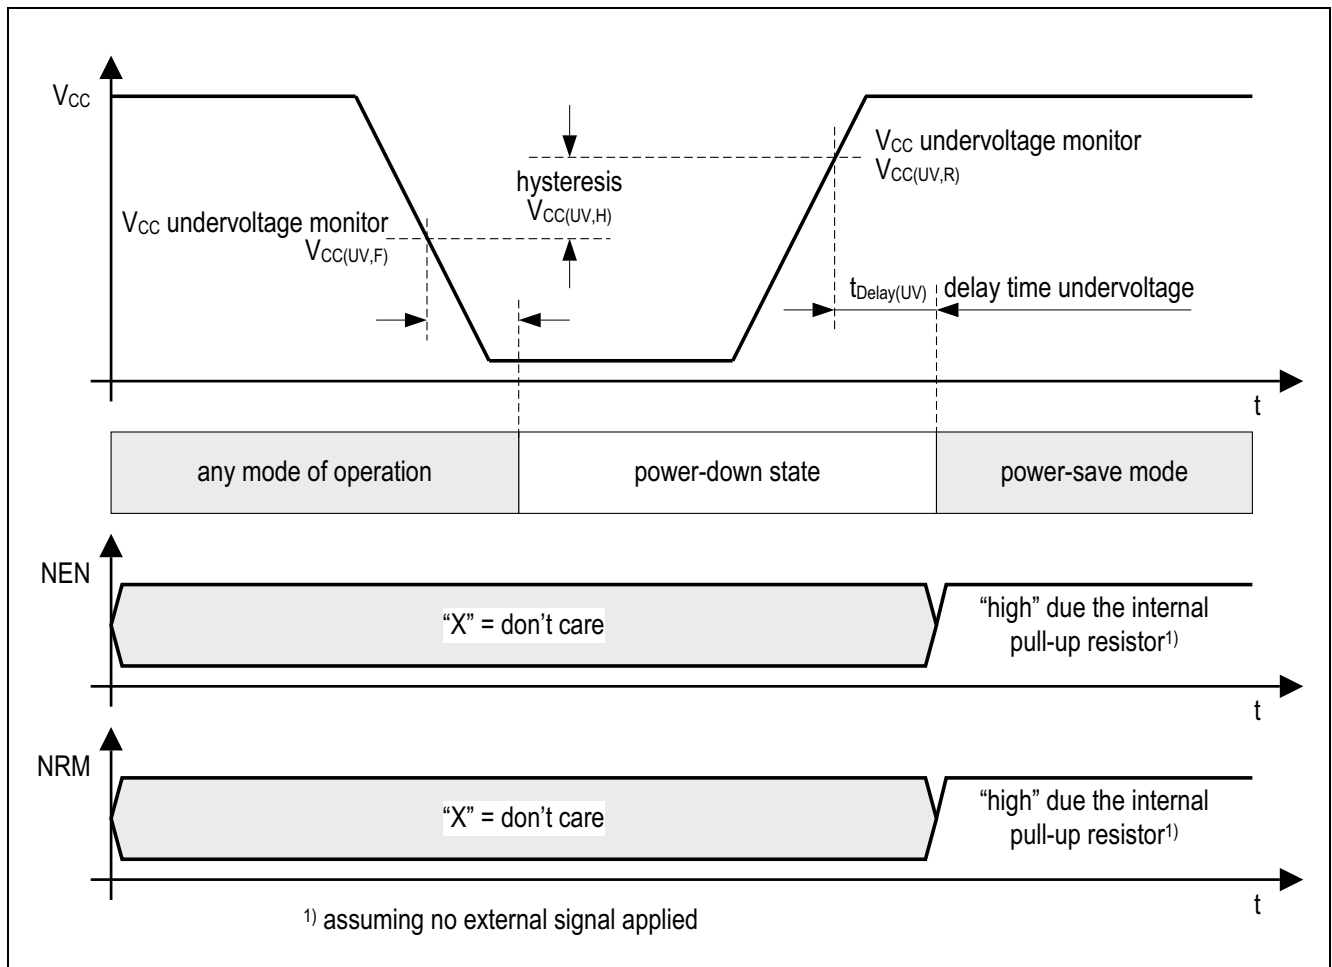 VCC
VCC undervoltage monitor
VCC(UV,R)
hysteresis
VCC(UV,H)
VCC undervoltage monitor
VCC(UV,F)
tDelay(UV) delay time undervoltage
t
any mode of operation
power-down state
power-save mode
NEN
"X" = don't care
"high" due the internal
pull-up resistor1)
t
NRM
"X" = don't care
"high" due the internal
pull-up resistor1)
t
1) assuming no external signal applied